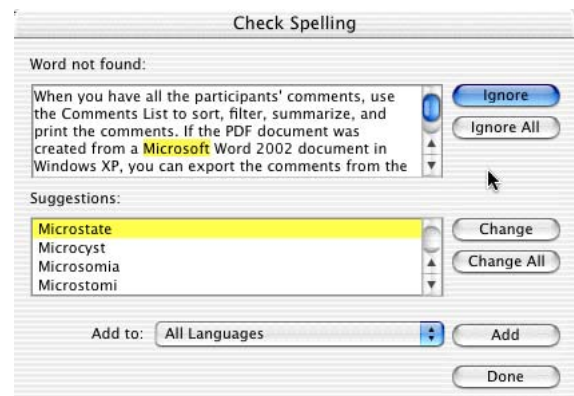 Check Spelling
Word not found:
When you have all the participants' comments, use
the Comments List to sort, filter, summarize, and
print the comments. If the PDF document was
created from a Microsoft Word 2002 document in
Windows XP, you can export the comments from the
Ignore
Ignore All
Suggestions:
Microstate
Microcyst
Microsomia
Microstomi
Change
Change All
Add to: All Languages
Add
Done